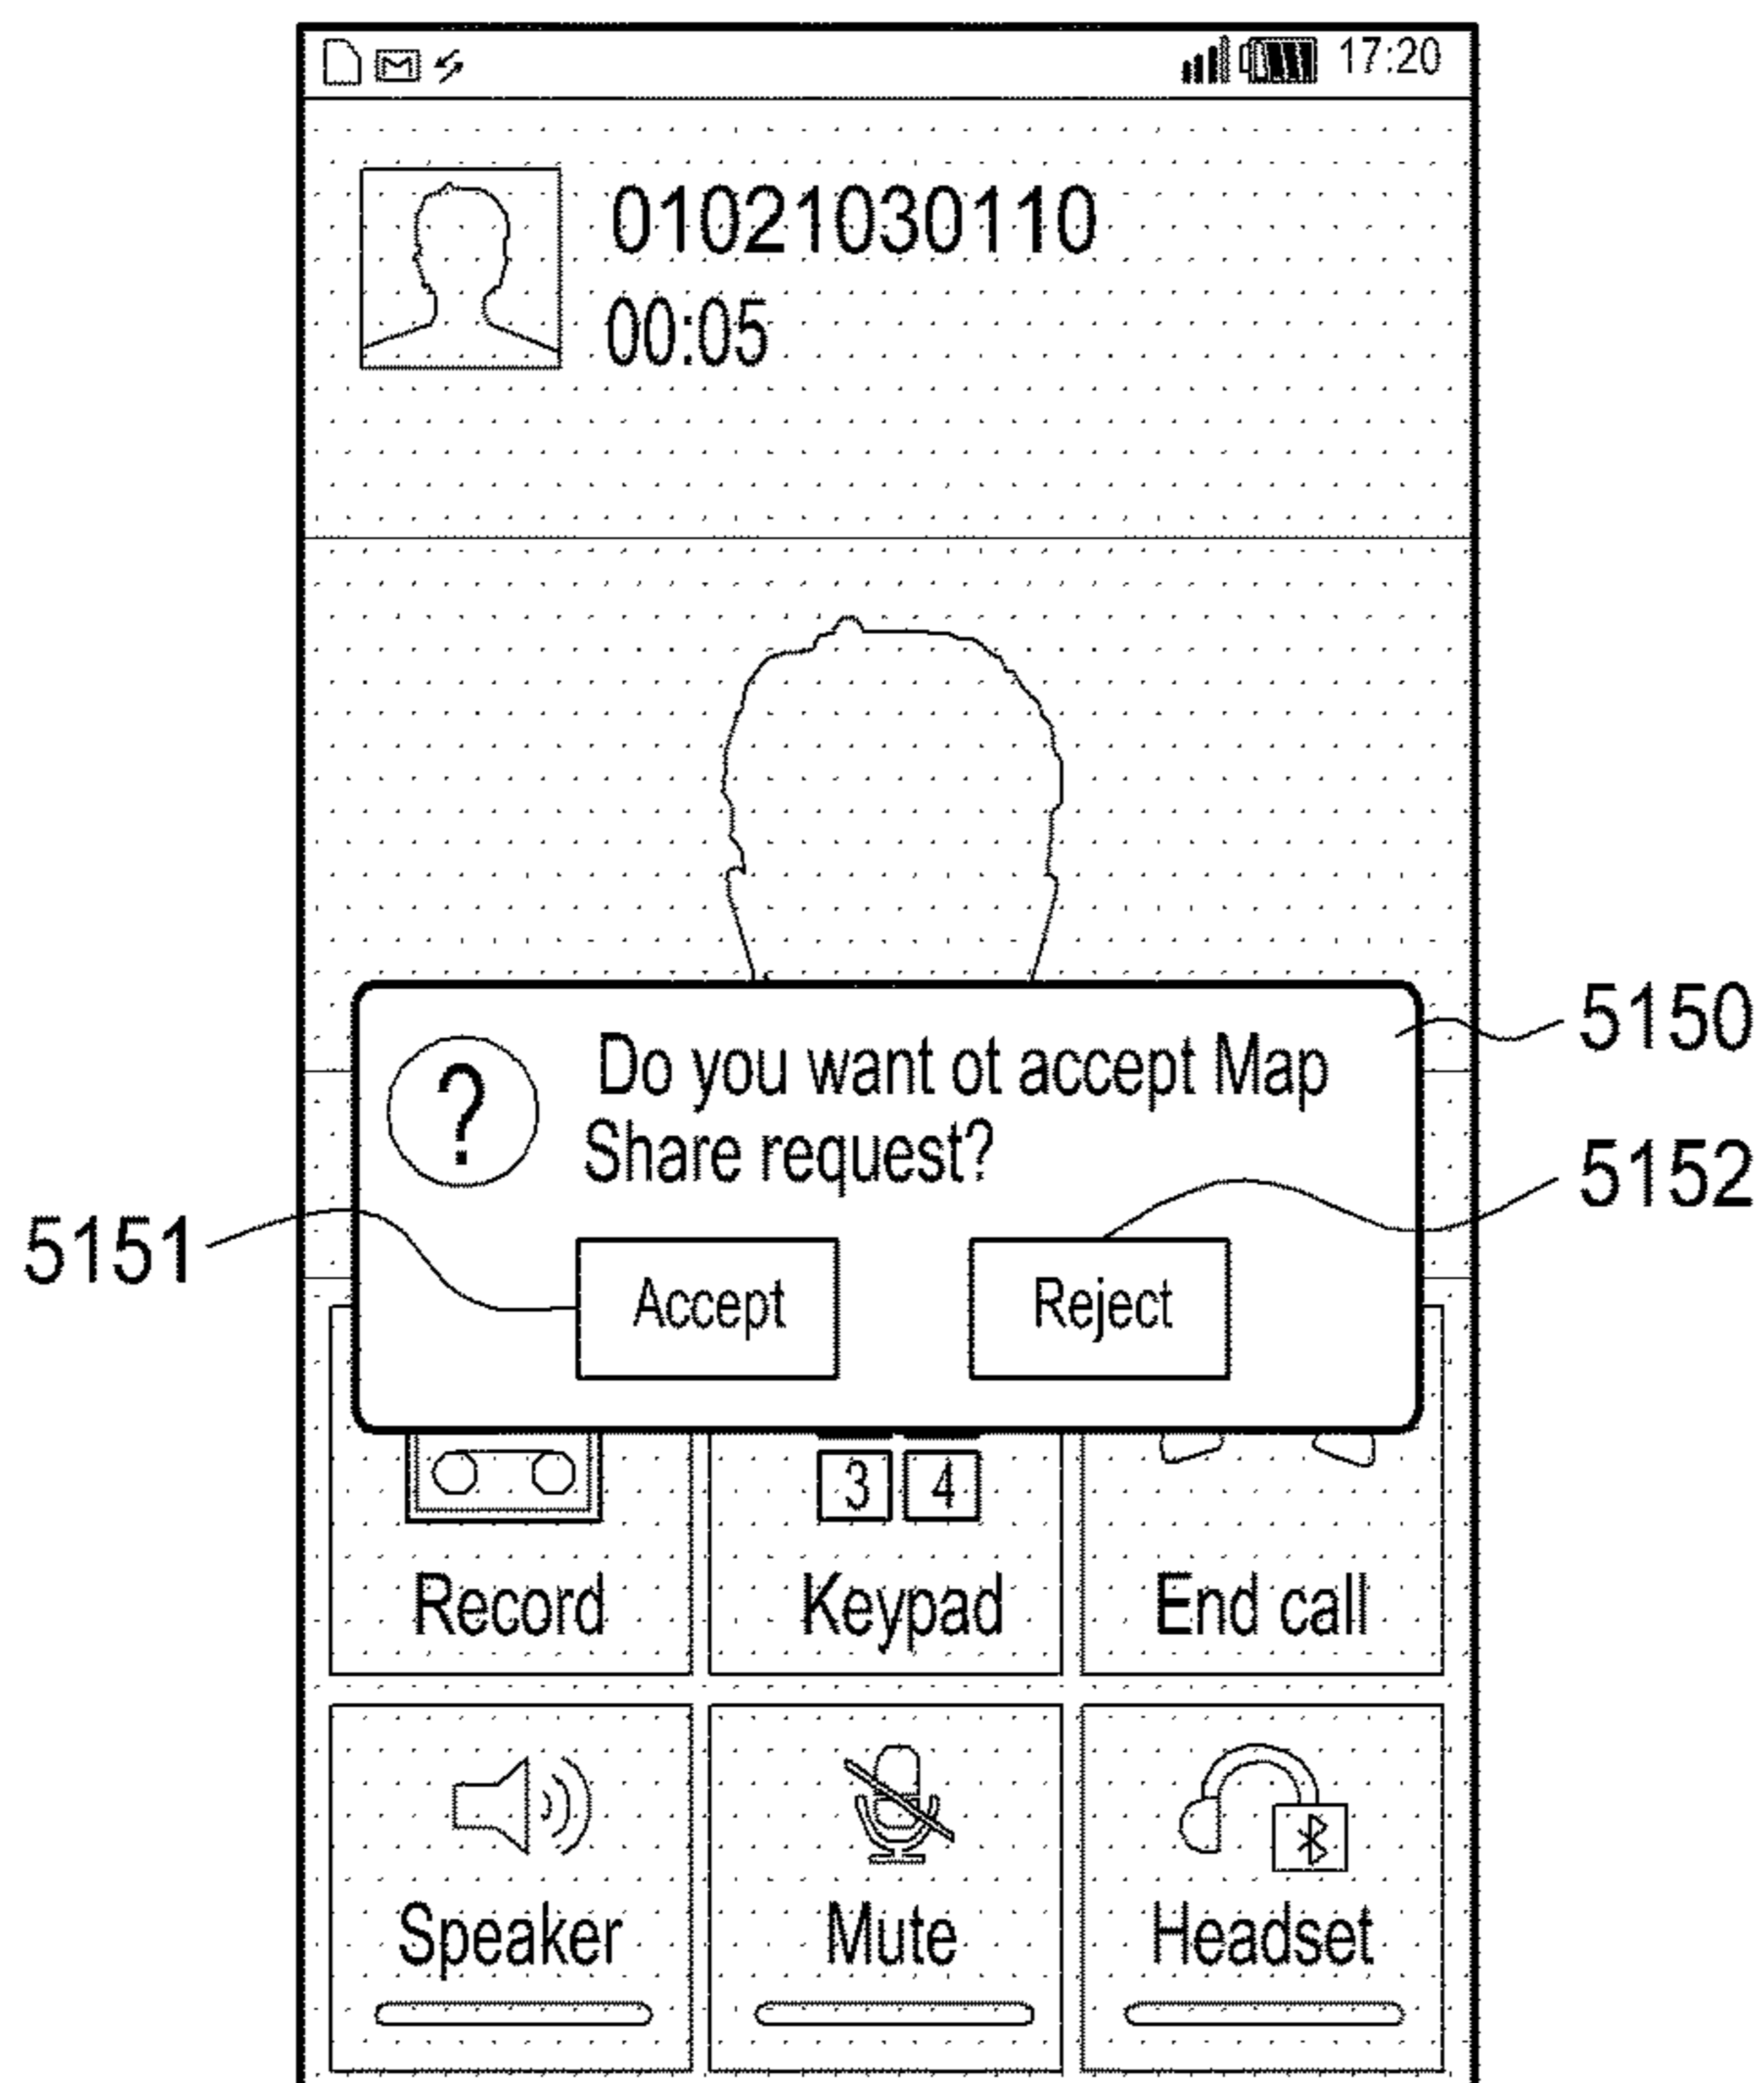 17:20
01021030110
00:05
5150
? Do you want ot accept Map
Share request?
5152
5151
Accept Reject
3 4
Record Keypad End call
Speaker Mute Headset